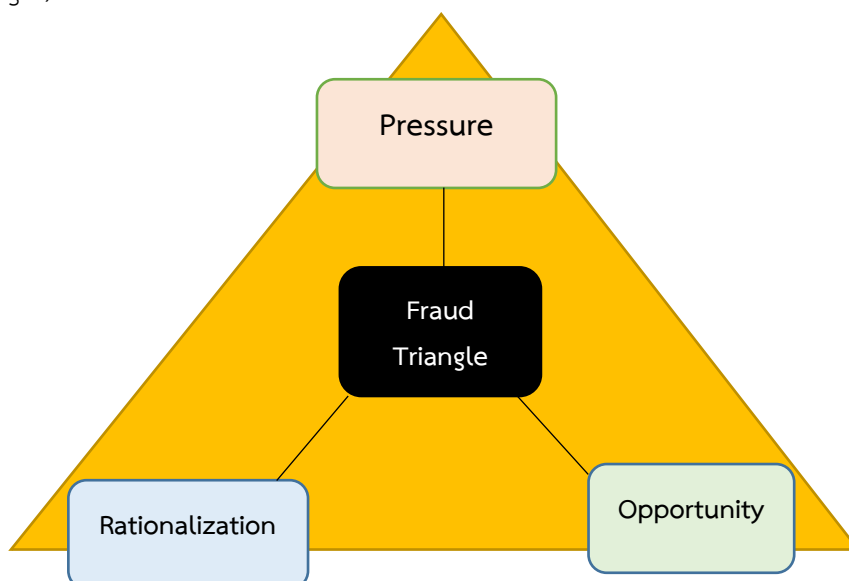 Pressure
Fraud
Triangle
Opportunity
Rationalization